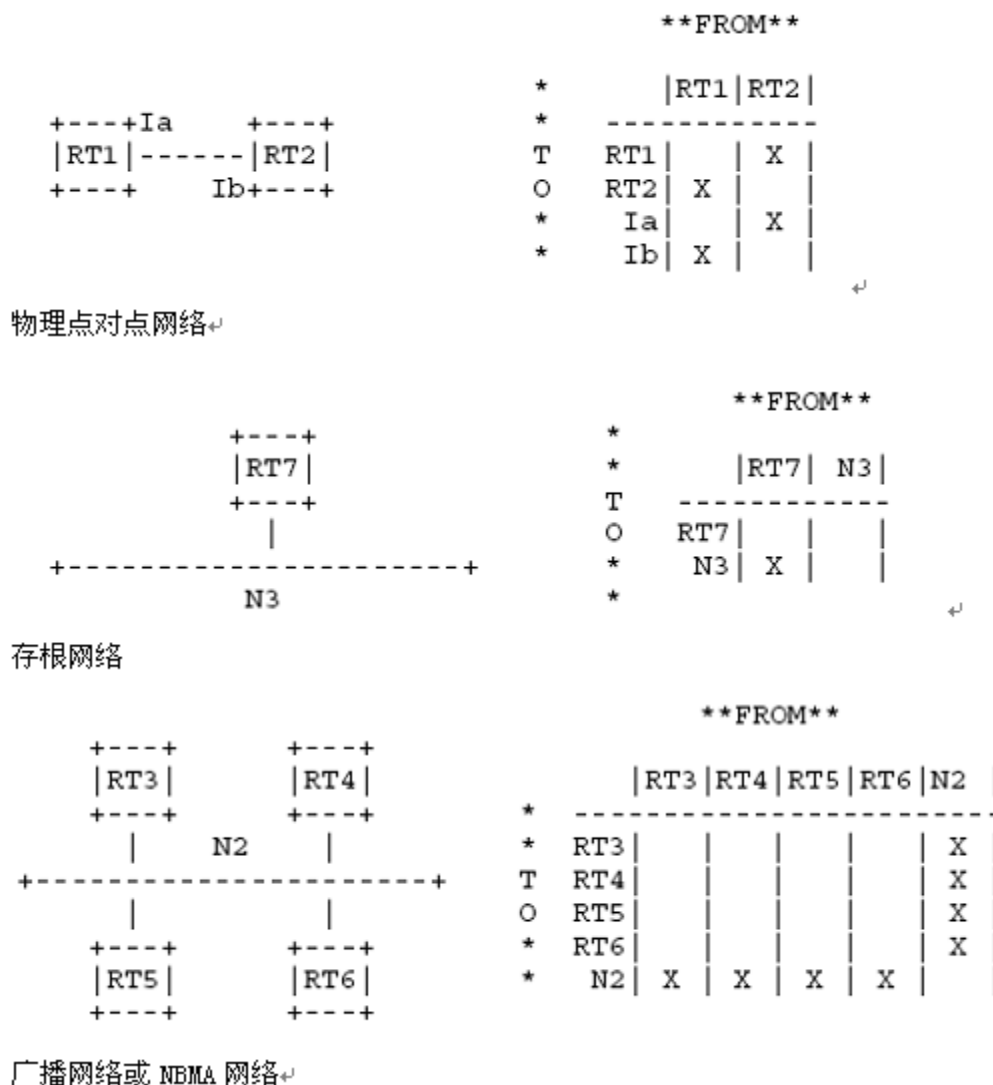 **FROM**
*      |RT1|RT2|
+---+Ia   +---+   *   ------------
|RT1|------|RT2|   T   RT1|   | X |
+---+   Ib+---+   O   RT2| X |   |
*   Ia|   | X |
*   Ib| X |   |
物理点对点网络
**FROM**
+---+   *
|RT7|   *   |RT7| N3|
+---+   T   ------------
|   O   RT7|   |   |
+-----------------------+   *   N3| X |   |
N3   *
存根网络
**FROM**
+---+   +---+
|RT3|   |RT4|   |RT3|RT4|RT5|RT6|N2
+---+   +---+   *   ------------------------
|   N2   |   *   RT3|   |   |   |   | X
+----------------------+   T   RT4|   |   |   |   | X
|   |   O   RT5|   |   |   |   | X
+---+   +---+   *   RT6|   |   |   |   | X
|RT5|   |RT6|   *   N2| X | X | X | X |
+---+   +---+
广播网络或 NBMA 网络